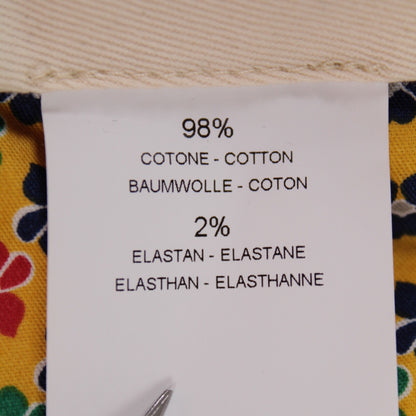 98%
COTONE - COTTON
BAUMWOLLE - COTON
2%
ELASTAN - ELASTANE
ELASTHAN - ELASTHANNE